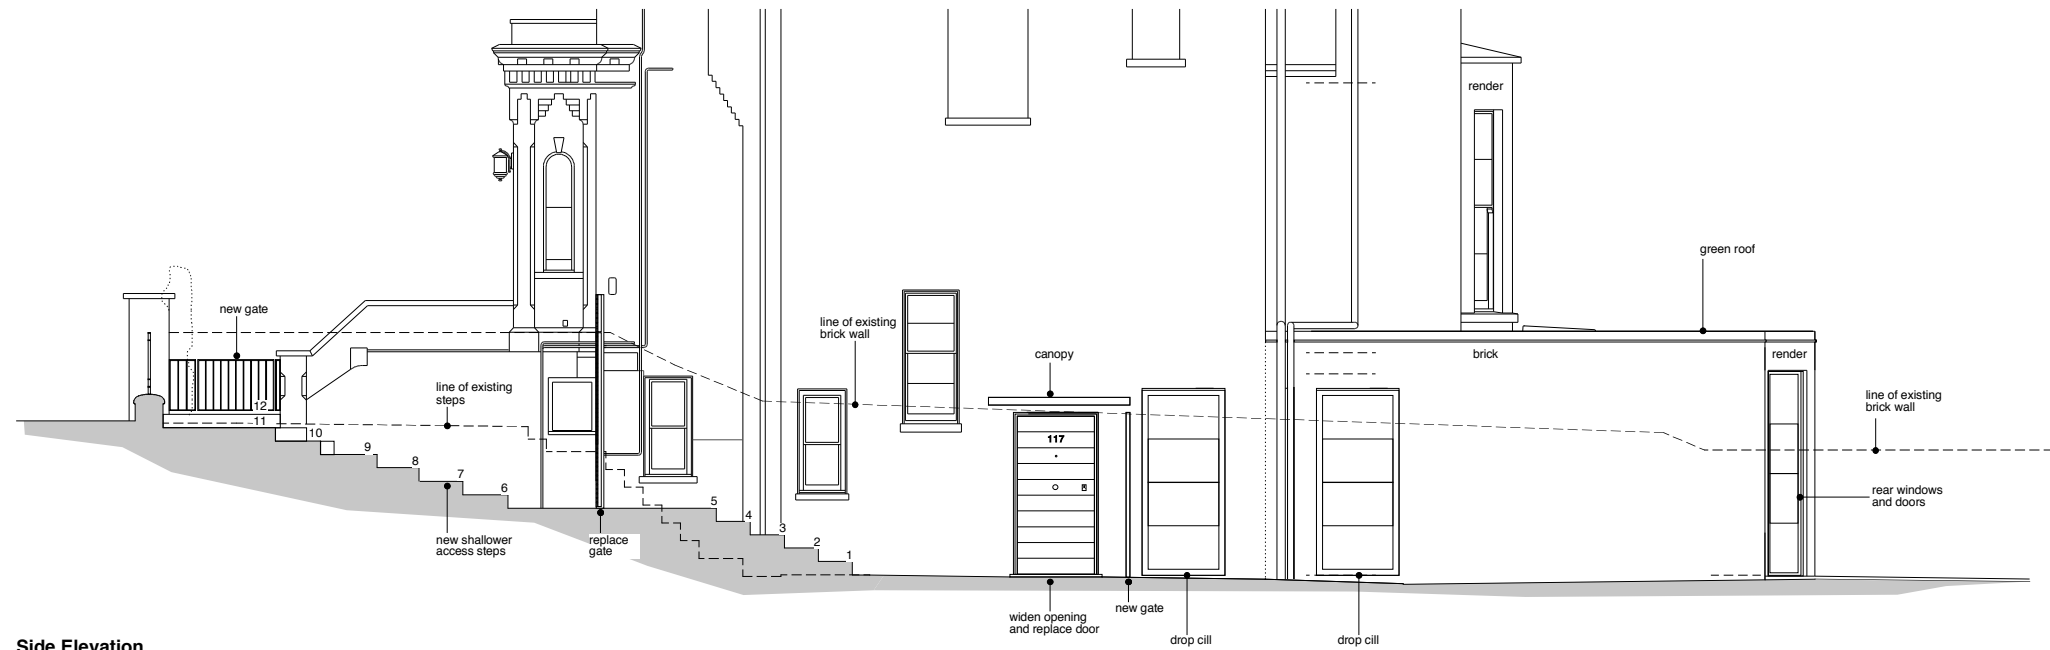 render
green roof
new gate
line of existing
brick wall
canopy
brick
render
line of existing
steps
line of existing
brick wall
12
11
10
9
8
7
6
5
4
3
2
1
117
rear windows
and doors
new shallower
access steps
replace
gate
widen opening
and replace door
new gate
drop cill
drop cill
Side Elevation